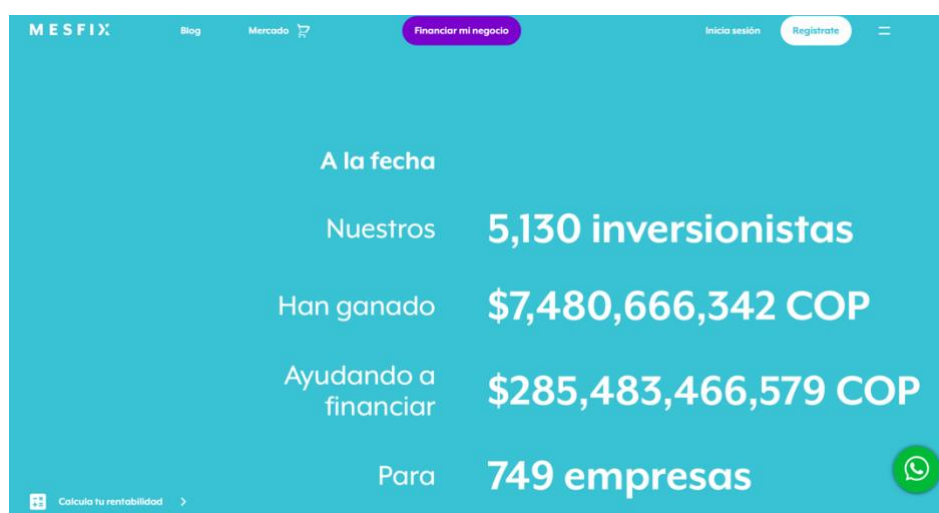 MESFIX Blog Mercado Financiar mi negocio Inicia sesión Regístrate
A la fecha
Nuestros 5,130 inversionistas
Han ganado $7,480,666,342 COP
Ayudando a
financiar $285,483,466,579 COP
Para 749 empresas
Calcula tu rentabilidad